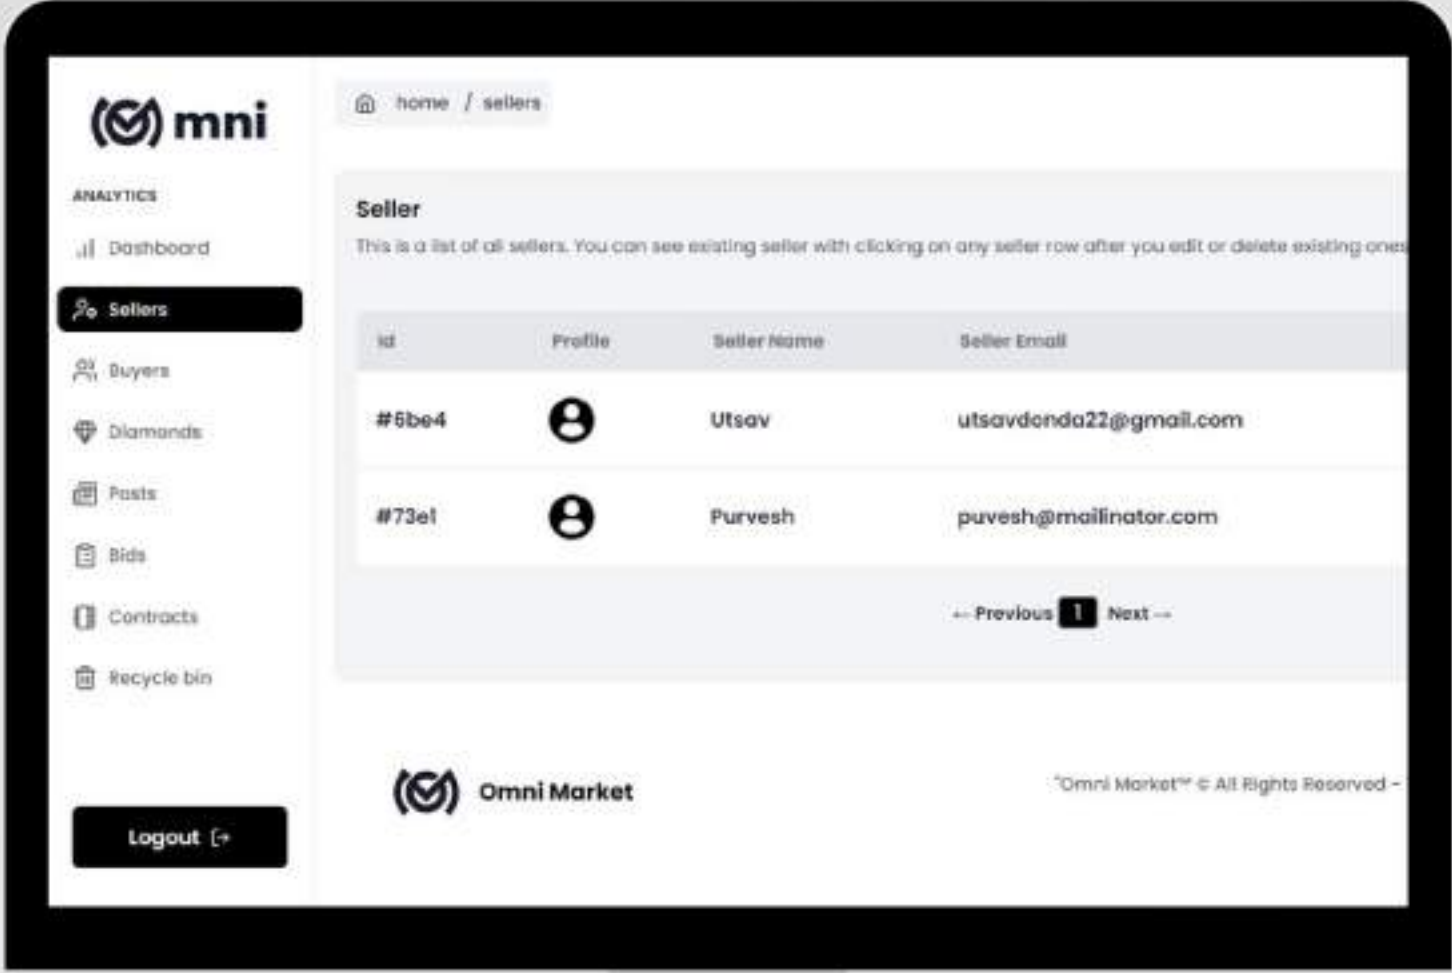 mni
home / sellers
ANALYTICS
Dashboard
Sellers
Buyers
Diamonds
Posts
Bids
Contracts
Recycle bin
Logout
Seller
This is a list of all sellers. You can see existing seller with clicking on any seller row after you edit or delete existing ones
Id Profile Seller Name Seller Email
#6be4 Utsav utsavdonda22@gmail.com
#73e1 Purvesh puvesh@mailinator.com
← Previous 1 Next →
Omni Market
"Omni Market™ © All Rights Reserved -